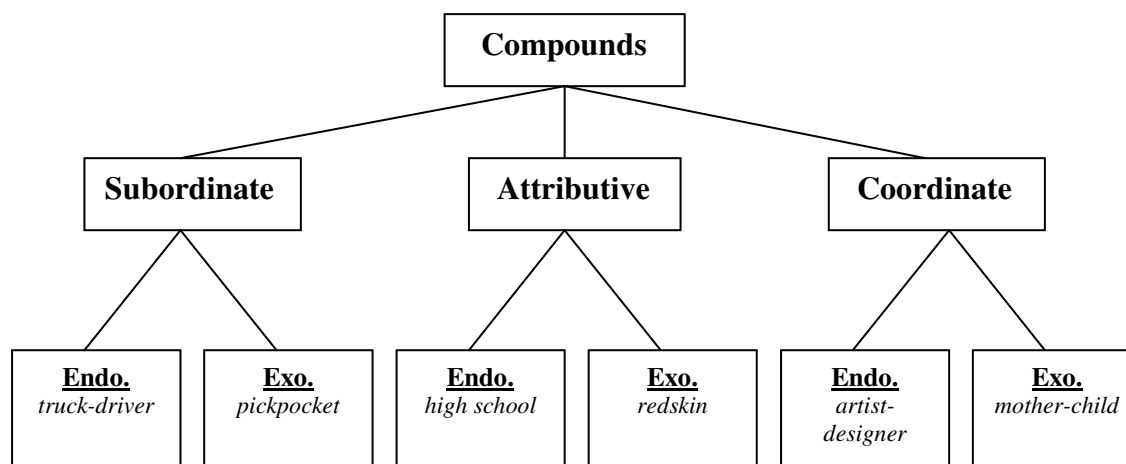 Compounds
Subordinate
Attributive
Coordinate
Endo.
truck-driver
Exo.
pickpocket
Endo.
high school
Exo.
redskin
Endo.
artist-
designer
Exo.
mother-child